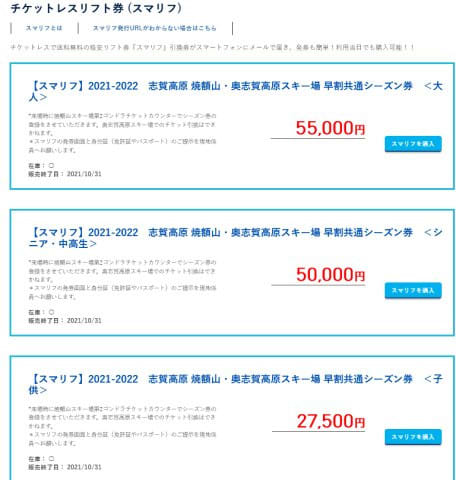 チケットレスリフト券 (スマリフ)
スマリフとは
スマリフ発行URLがわからない場合はこちら
チケットレスで送料無料の格安リフト券『スマリフ』引換券がスマートフォンにメールで届き、発券も簡単！利用当日でも購入可能！！
【スマリフ】2021-2022　志賀高原 焼額山・奥志賀高原スキー場 早割共通シーズン券　＜大
人＞
*来場時に焼額山スキー場第2ゴンドラチケットカウンターでシーズン券の
登録をさせていただきます。奥志賀高原スキー場でのチケット引換はでき
かねます。
＊スマリフの発券画面と身分証（免許証やパスポート）のご提示を現地係
員へお願いします。
55,000円
スマリフを購入
在庫： ○
販売終了日： 2021/10/31
【スマリフ】2021-2022　志賀高原 焼額山・奥志賀高原スキー場 早割共通シーズン券　＜シ
ニア・中高生＞
*来場時に焼額山スキー場第2ゴンドラチケットカウンターでシーズン券の
登録をさせていただきます。奥志賀高原スキー場でのチケット引換はでき
かねます。
＊スマリフの発券画面と身分証（免許証やパスポート）のご提示を現地係
員へお願いします。
50,000円
スマリフを購入
在庫： ○
販売終了日： 2021/10/31
【スマリフ】2021-2022　志賀高原 焼額山・奥志賀高原スキー場 早割共通シーズン券　＜子
供＞
*来場時に焼額山スキー場第2ゴンドラチケットカウンターでシーズン券の
登録をさせていただきます。奥志賀高原スキー場でのチケット引換はでき
かねます。
＊スマリフの発券画面と身分証（免許証やパスポート）のご提示を現地係
員へお願いします。
27,500円
スマリフを購入
在庫： ○
販売終了日： 2021/10/31